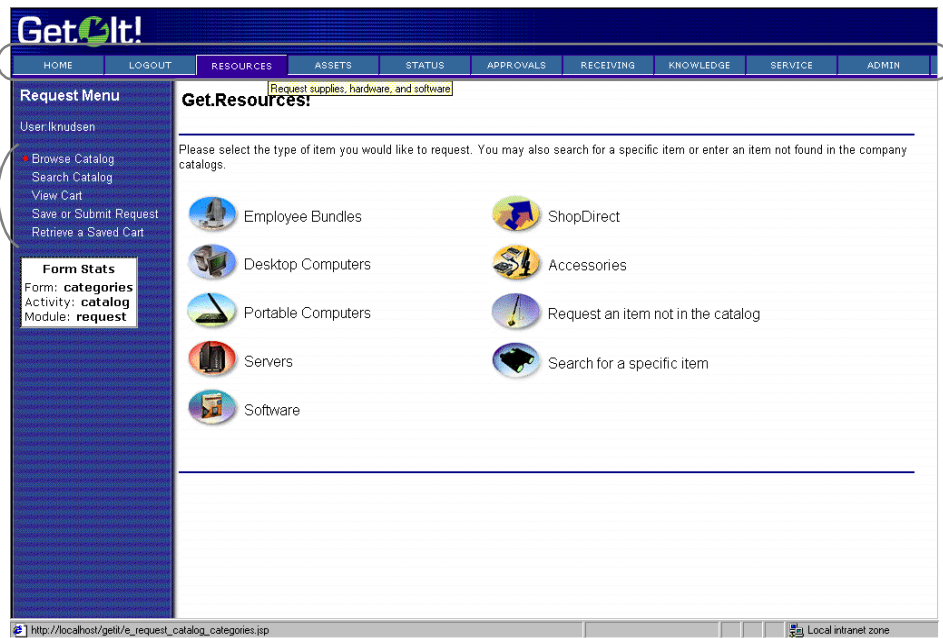 Get It!
HOME LOGOUT RESOURCES ASSETS STATUS APPROVALS RECEIVING KNOWLEDGE SERVICE ADMIN
Request supplies, hardware, and software
Request Menu
User:lknudsen
Browse Catalog
Search Catalog
View Cart
Save or Submit Request
Retrieve a Saved Cart
Form Stats
Form: categories
Activity: catalog
Module: request
Get.Resources!
Please select the type of item you would like to request. You may also search for a specific item or enter an item not found in the company
catalogs.
Employee Bundles
ShopDirect
Desktop Computers
Accessories
Portable Computers
Request an item not in the catalog
Servers
Search for a specific item
Software
http://localhost/getit/e_request_catalog_categories.jsp
Local intranet zone